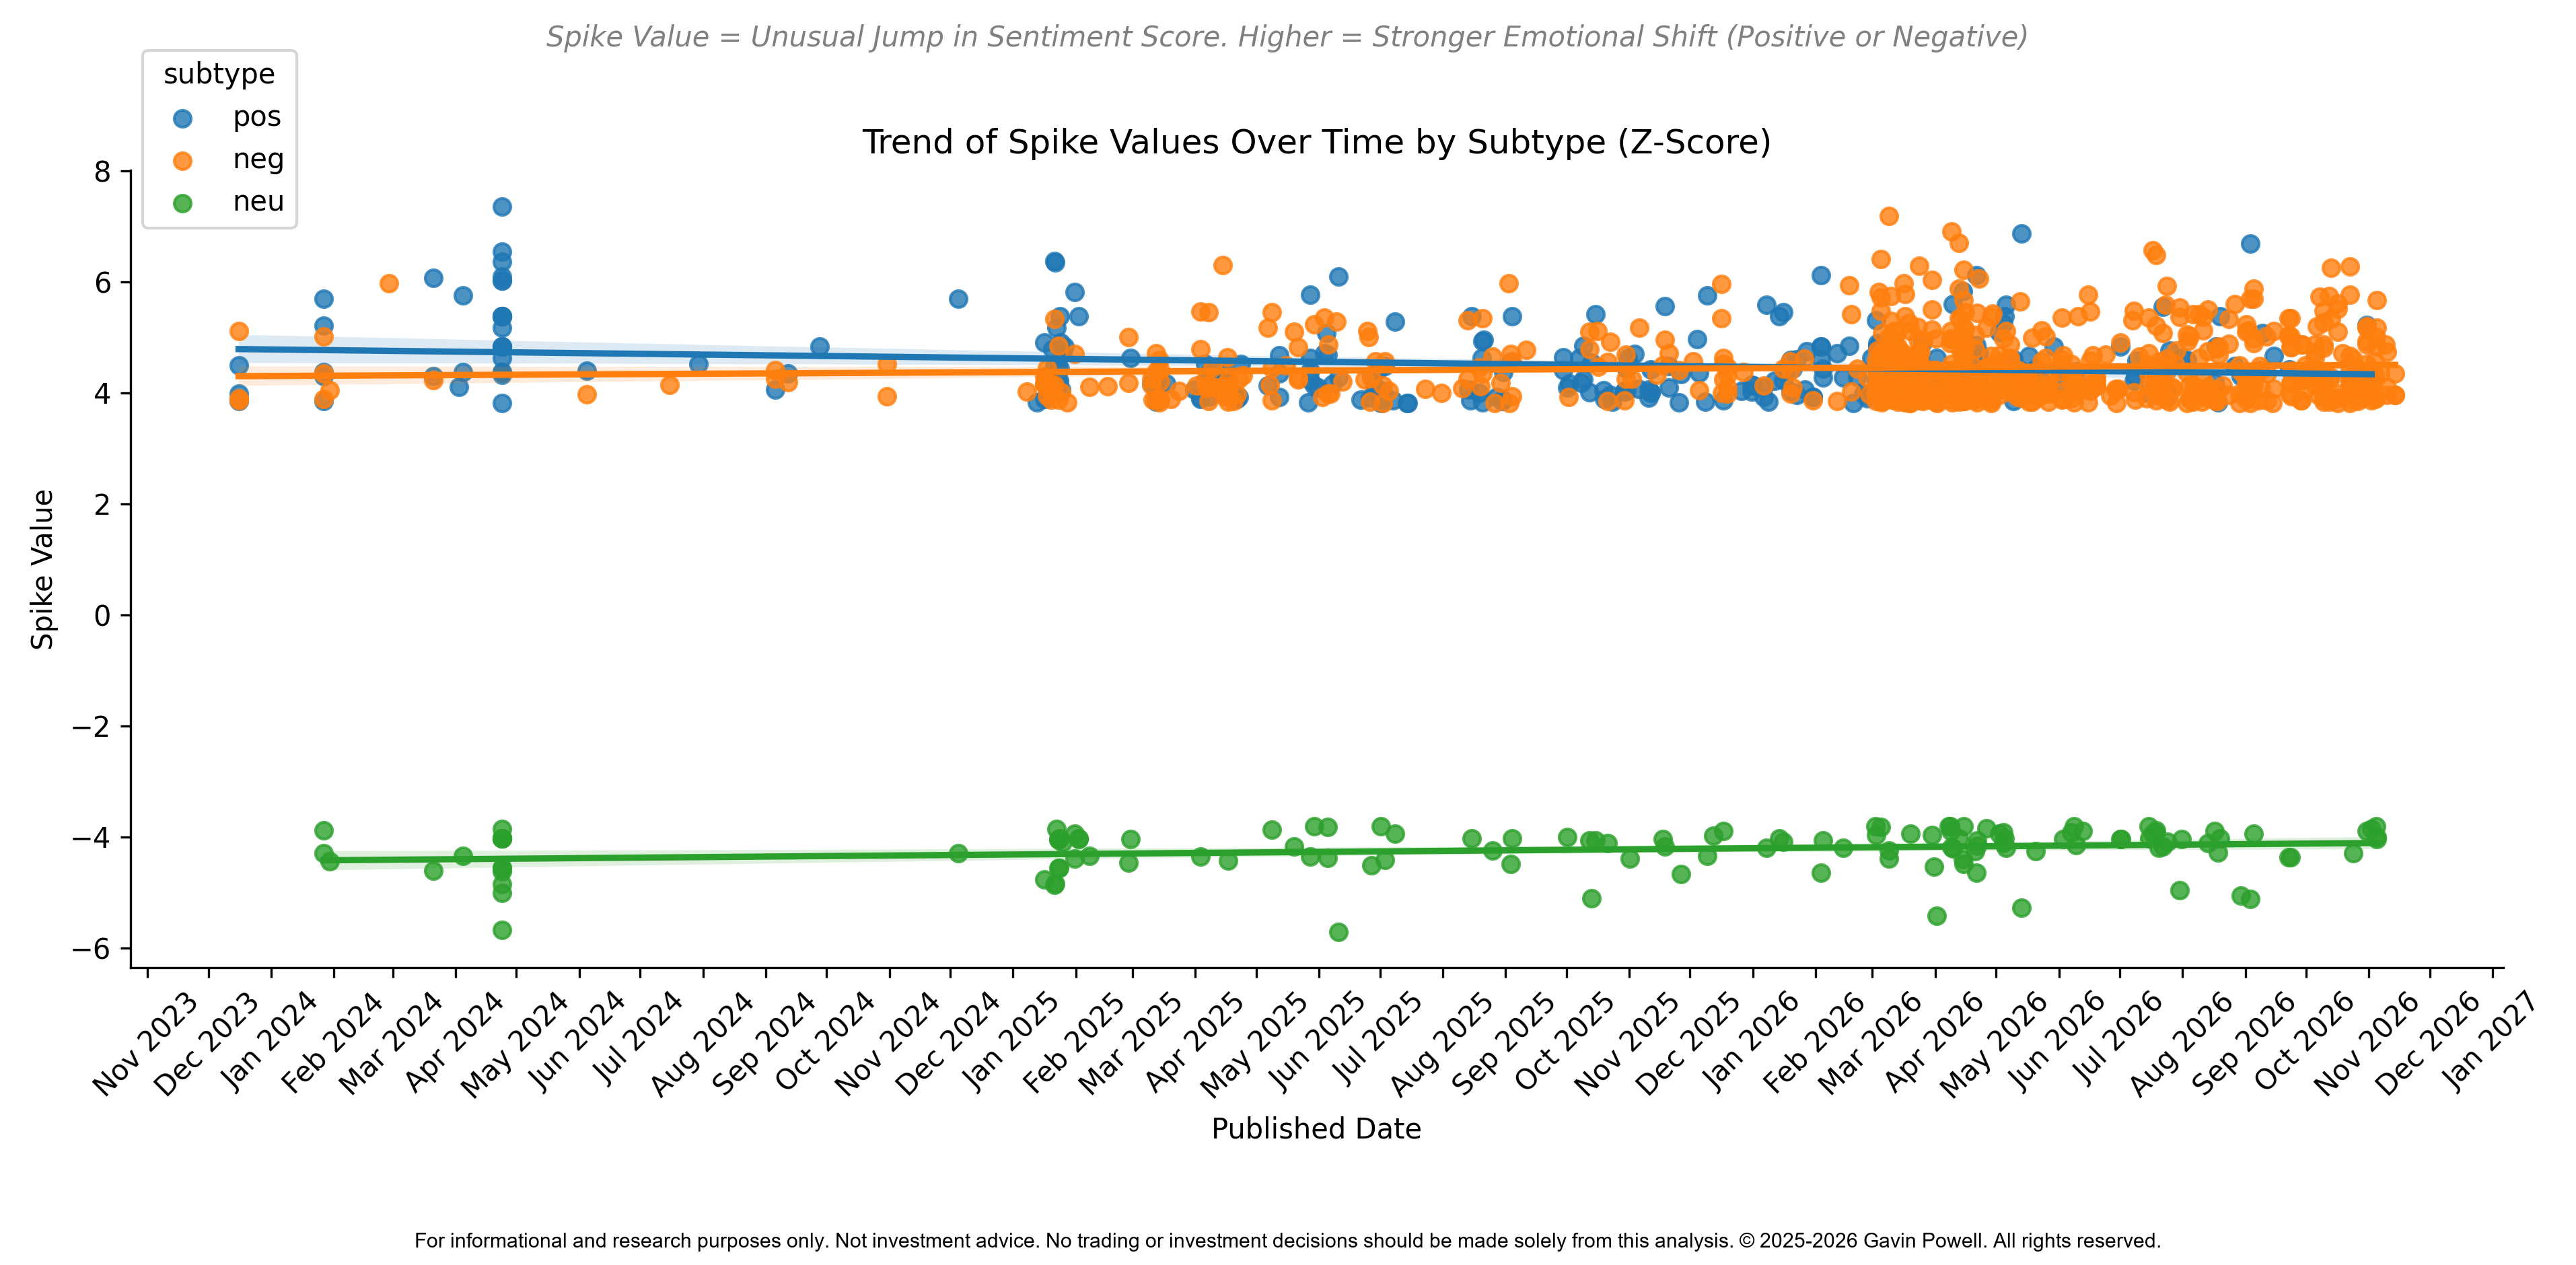 Spike Value = Unusual Jump in Sentiment Score. Higher = Stronger Emotional Shift (Positive or Negative)
subtype
pos
neg
neu
Trend of Spike Values Over Time by Subtype (Z-Score)
8
6
4
2
0
−2
−4
−6
Spike Value
Nov 2023
Dec 2023
Jan 2024
Feb 2024
Mar 2024
Apr 2024
May 2024
Jun 2024
Jul 2024
Aug 2024
Sep 2024
Oct 2024
Nov 2024
Dec 2024
Jan 2025
Feb 2025
Mar 2025
Apr 2025
May 2025
Jun 2025
Jul 2025
Aug 2025
Sep 2025
Oct 2025
Nov 2025
Dec 2025
Jan 2026
Feb 2026
Mar 2026
Apr 2026
May 2026
Jun 2026
Jul 2026
Aug 2026
Sep 2026
Oct 2026
Nov 2026
Dec 2026
Jan 2027
Published Date
For informational and research purposes only. Not investment advice. No trading or investment decisions should be made solely from this analysis. © 2025-2026 Gavin Powell. All rights reserved.